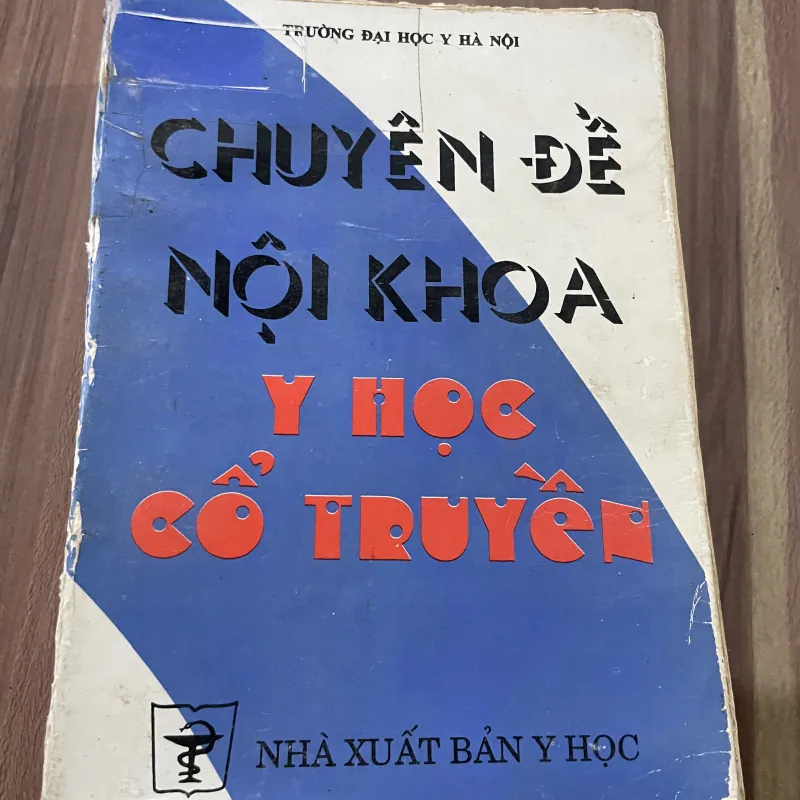 TRƯỜNG ĐẠI HỌC Y HÀ NỘI
CHUYÊN ĐỀ
NỘI KHOA
Y HỌC
CỔ TRUYỀN
NHÀ XUẤT BẢN Y HỌC